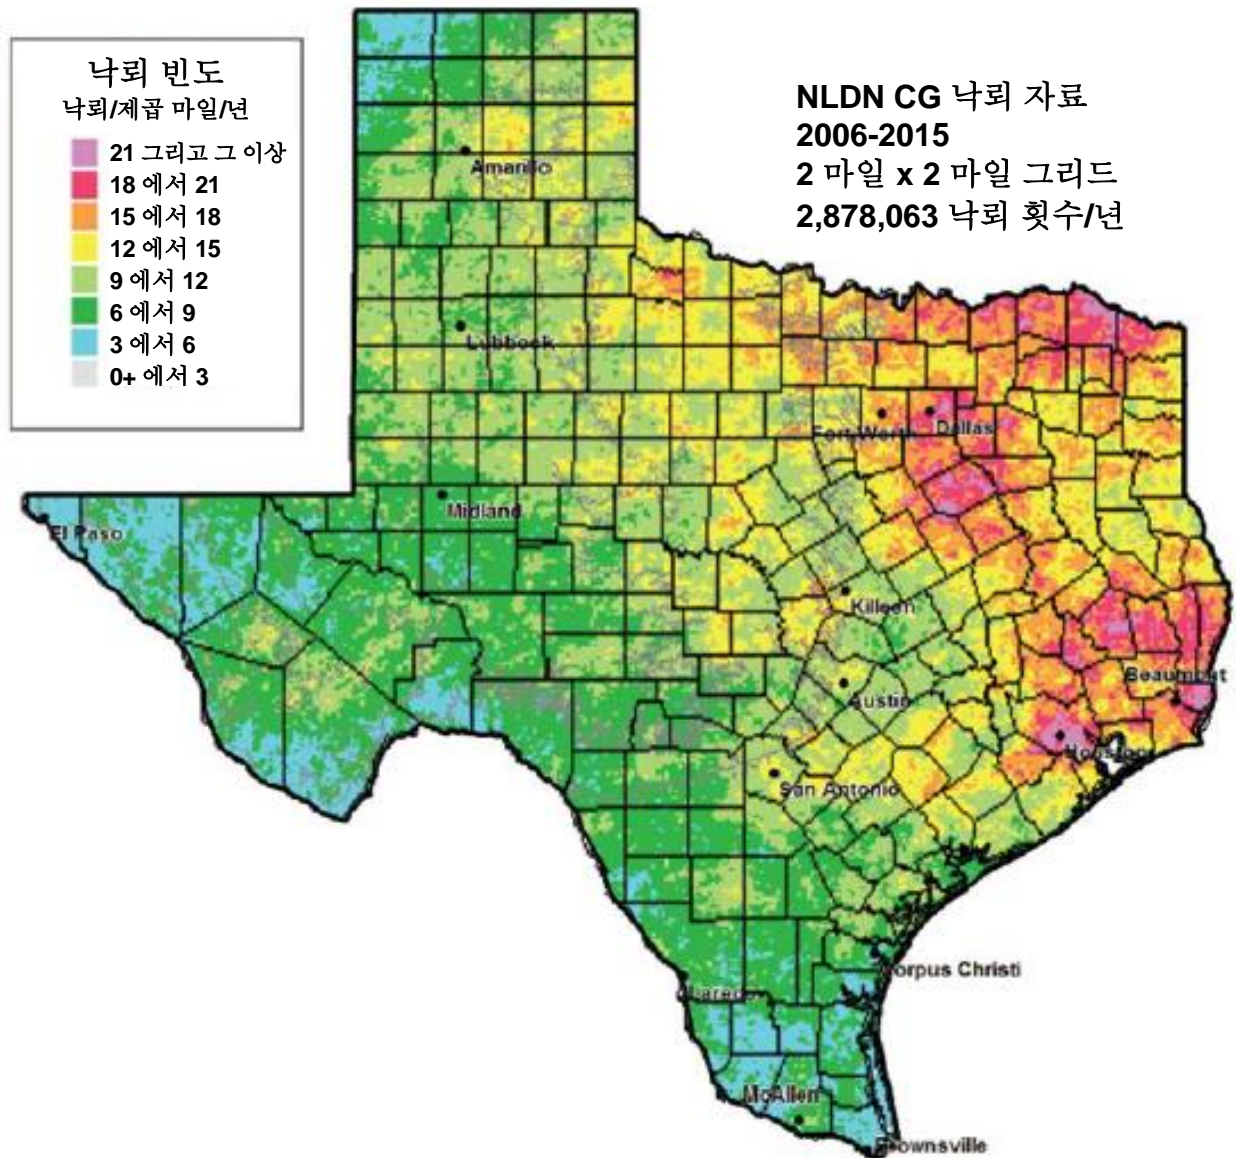 낙뢰 빈도
낙뢰/제곱 마일/년
21 그리고 그 이상
18 에서 21
15 에서 18
12 에서 15
9 에서 12
6 에서 9
3 에서 6
0+ 에서 3
NLDN CG 낙뢰 자료
2006-2015
2 마일 x 2 마일 그리드
2,878,063 낙뢰 횟수/년
Amarillo
Lubbock
Fort Worth
Dallas
Midland
El Paso
Killeen
Beaumont
Austin
Houston
San Antonio
Corpus Christi
Laredo
McAllen
Brownsville